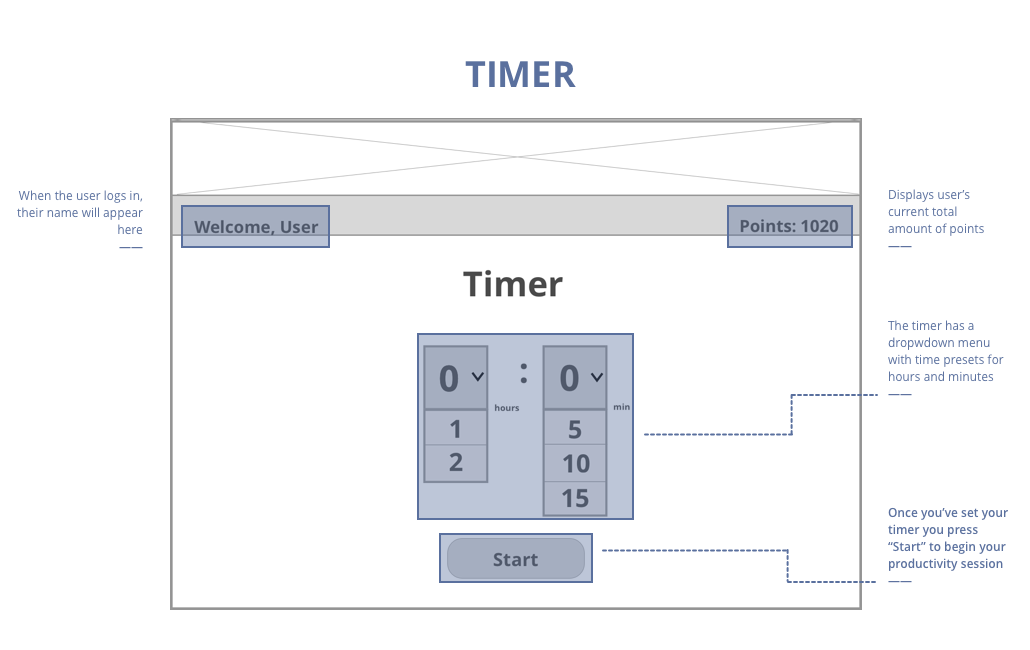 TIMER
When the user logs in,
their name will appear
here
Welcome, User
Points: 1020
Displays user’s
current total
amount of points
Timer
0 : 0
hours
min
1
2
5
10
15
The timer has a
dropwdown menu
with time presets for
hours and minutes
Start
Once you’ve set your
timer you press
“Start” to begin your
productivity session